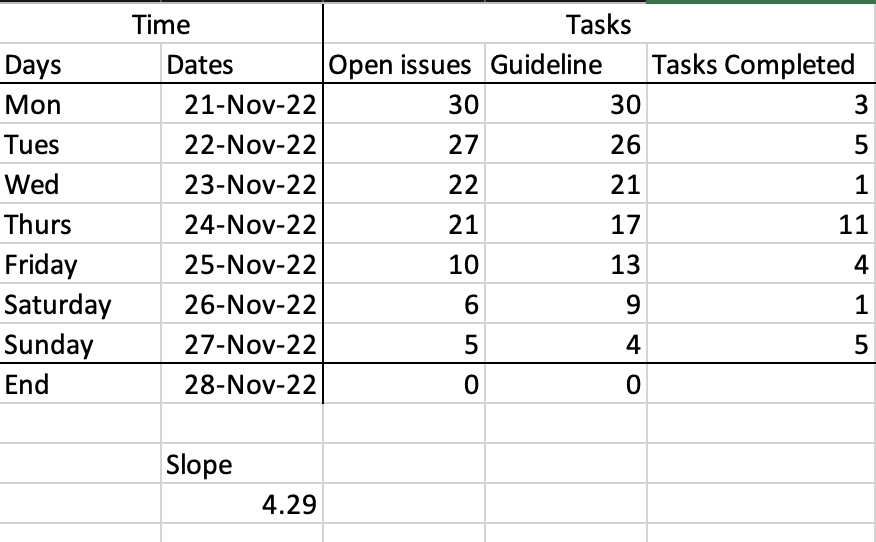 Time Tasks
Days Dates Open issues Guideline Tasks Completed
Mon 21-Nov-22 30 30 3
Tues 22-Nov-22 27 26 5
Wed 23-Nov-22 22 21 1
Thurs 24-Nov-22 21 17 11
Friday 25-Nov-22 10 13 4
Saturday 26-Nov-22 6 9 1
Sunday 27-Nov-22 5 4 5
End 28-Nov-22 0 0
Slope
4.29